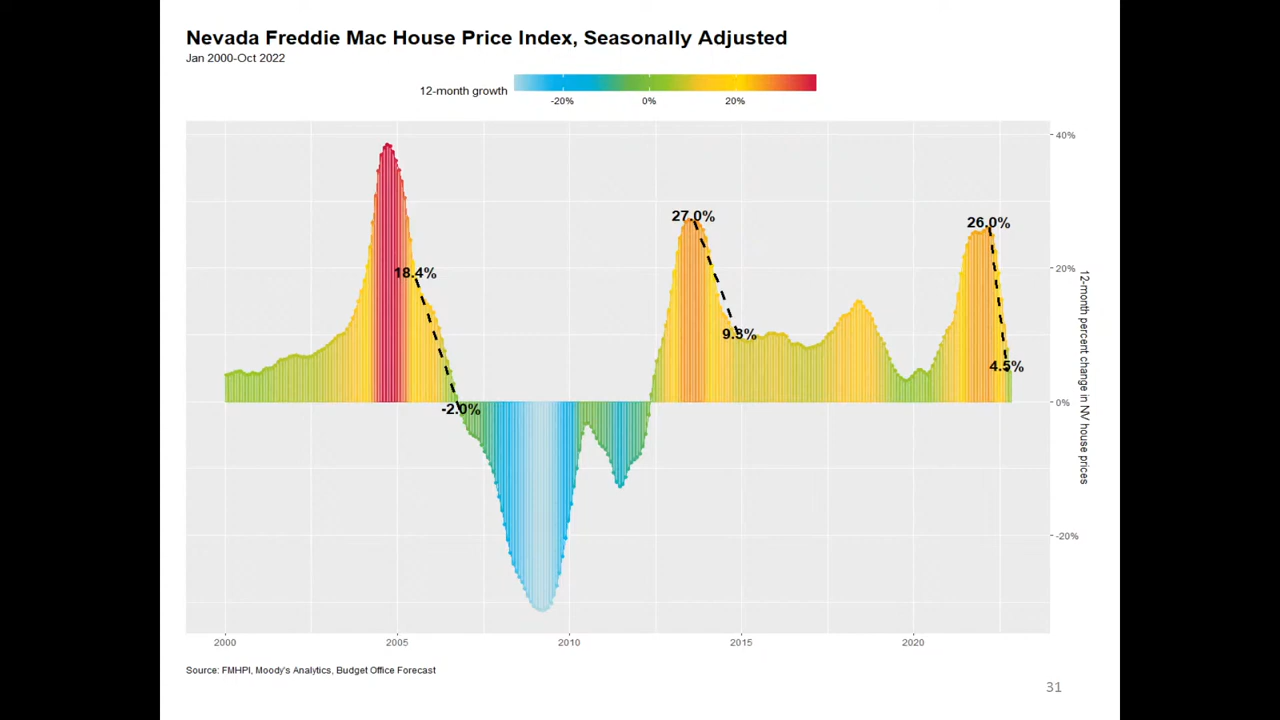 Nevada Freddie Mac House Price Index, Seasonally Adjusted
Jan 2000-Oct 2022
12-month growth
-20% 0% 20%
40%
27.0%
26.0%
18.4%
20%
9.3%
4.5%
-2.0%
0%
-20%
12-month percent change in NV house prices
2000 2005 2010 2015 2020
Source: FMHPI, Moody's Analytics, Budget Office Forecast
31